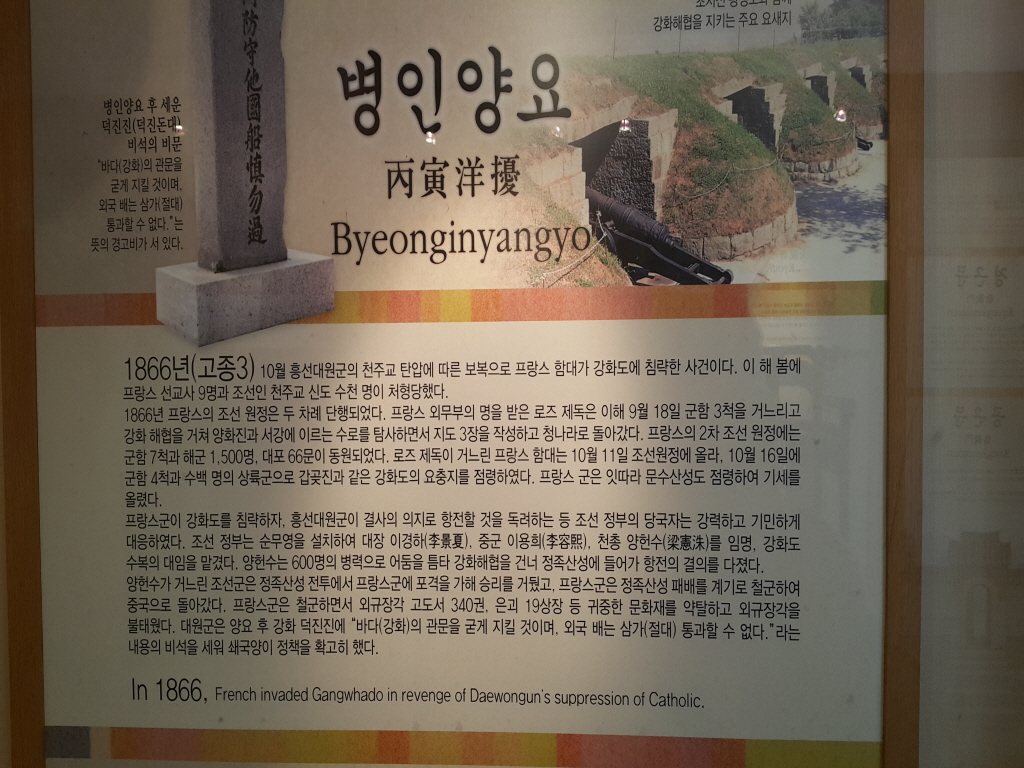 강화해협을 지키는 주요 요새지
防守他國船慎勿過
병인양요
丙寅洋擾
Byeonginyangyo
병인양요 후 세운
덕진진(덕진돈대)
비석의 비문
"바다(강화)의 관문을
굳게 지킬 것이며,
외국 배는 삼가(절대)
통과할 수 없다."는
뜻의 경고비가 서 있다.
1866년(고종3) 10월 흥선대원군의 천주교 탄압에 따른 보복으로 프랑스 함대가 강화도에 침략한 사건이다. 이 해 봄에
프랑스 선교사 9명과 조선인 천주교 신도 수천 명이 처형당했다.
1866년 프랑스의 조선 원정은 두 차례 단행되었다. 프랑스 외무부의 명을 받은 로즈 제독은 이해 9월 18일 군함 3척을 거느리고
강화 해협을 거쳐 양화진과 서강에 이르는 수로를 탐사하면서 지도 3장을 작성하고 청나라로 돌아갔다. 프랑스의 2차 조선 원정에는
군함 7척과 해군 1,500명, 대포 66문이 동원되었다. 로즈 제독이 거느린 프랑스 함대는 10월 11일 조선원정에 올라, 10월 16일에
군함 4척과 수백 명의 상륙군으로 갑곶진과 같은 강화도의 요충지를 점령하였다. 프랑스 군은 잇따라 문수산성도 점령하여 기세를
올렸다.
프랑스군이 강화도를 침략하자, 흥선대원군이 결사의 의지로 항전할 것을 독려하는 등 조선 정부의 당국자는 강력하고 기민하게
대응하였다. 조선 정부는 순무영을 설치하여 대장 이경하(李景夏), 중군 이용희(李容熙), 천총 양헌수(梁憲洙)를 임명, 강화도
수복의 대임을 맡겼다. 양헌수는 600명의 병력으로 어둠을 틈타 강화해협을 건너 정족산성에 들어가 항전의 결의를 다졌다.
양헌수가 거느린 조선군은 정족산성 전투에서 프랑스군에 포격을 가해 승리를 거뒀고, 프랑스군은 정족산성 패배를 계기로 철군하여
중국으로 돌아갔다. 프랑스군은 철군하면서 외규장각 고도서 340권, 은괴 19상장 등 귀중한 문화재를 약탈하고 외규장각을
불태웠다. 대원군은 양요 후 강화 덕진진에 "바다(강화)의 관문을 굳게 지킬 것이며, 외국 배는 삼가(절대) 통과할 수 없다."라는
내용의 비석을 세워 쇄국양이 정책을 확고히 했다.
In 1866, French invaded Gangwhado in revenge of Daewongun's suppression of Catholic.